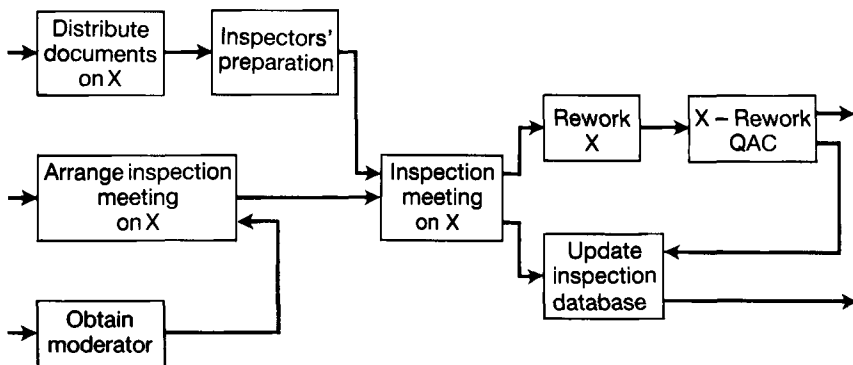 Distribute
documents
on X
Inspectors'
preparation
Arrange inspection
meeting
on X
Obtain
moderator
Inspection
meeting
on X
Rework
X
X – Rework
QAC
Update
inspection
database